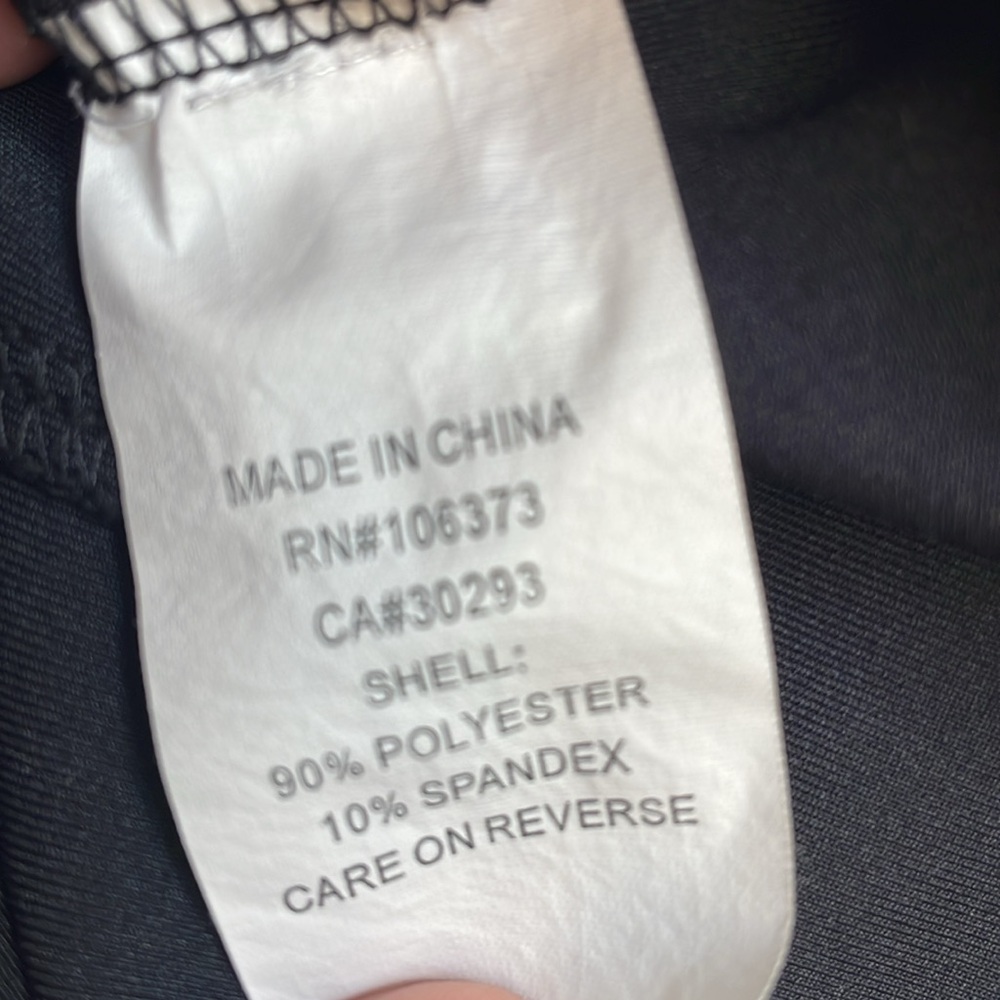 MADE IN CHINA
RN#106373
CA#30293
SHELL:
90% POLYESTER
10% SPANDEX
CARE ON REVERSE